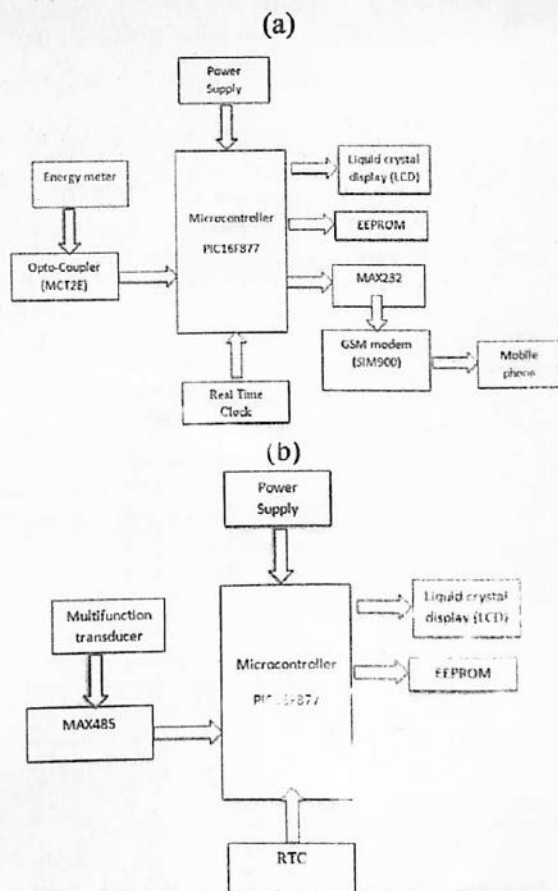 (a)
Power
Supply
Energy meter
Opto-Coupler
(MCT2E)
Microcontroller
PIC16F877
Liquid crystal
display (LCD)
EEPROM
MAX232
GSM modem
(SIM900)
Mobile
phone
Real Time
Clock
(b)
Power
Supply
Multifunction
transducer
MAX485
Microcontroller
PIC16F877
Liquid crystal
display (LCD)
EEPROM
RTC